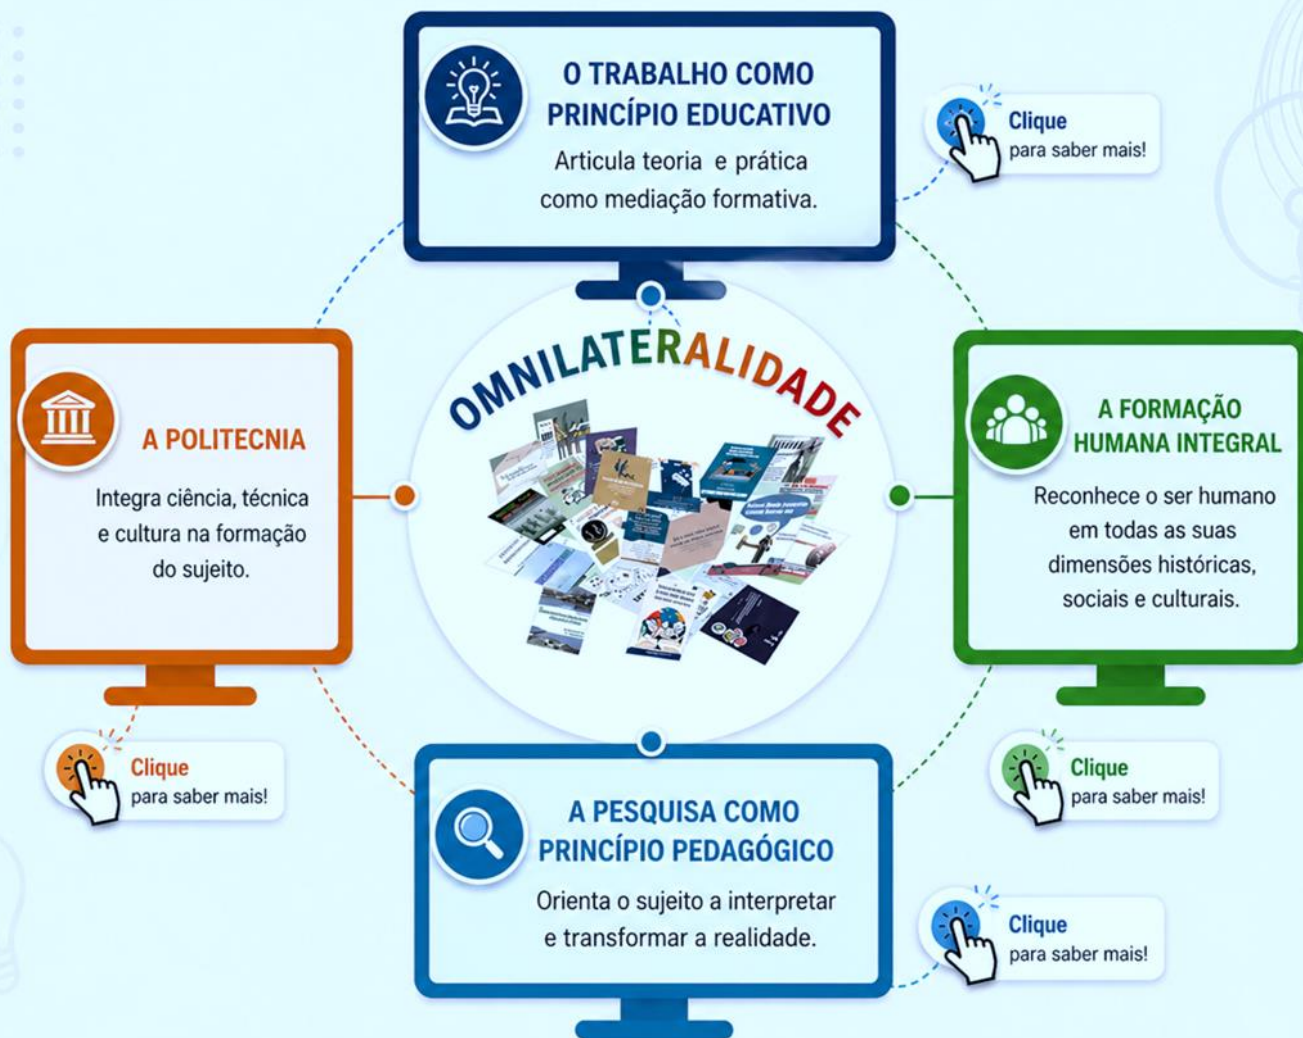 O TRABALHO COMO
PRINCÍPIO EDUCATIVO
Articula teoria e prática
como mediação formativa.
Clique
para saber mais!
OMNILATERALIDADE
A POLITECNIA
Integra ciência, técnica
e cultura na formação
do sujeito.
Clique
para saber mais!
A FORMAÇÃO
HUMANA INTEGRAL
Reconhece o ser humano
em todas as suas
dimensões históricas,
sociais e culturais.
Clique
para saber mais!
A PESQUISA COMO
PRINCÍPIO PEDAGÓGICO
Orienta o sujeito a interpretar
e transformar a realidade.
Clique
para saber mais!